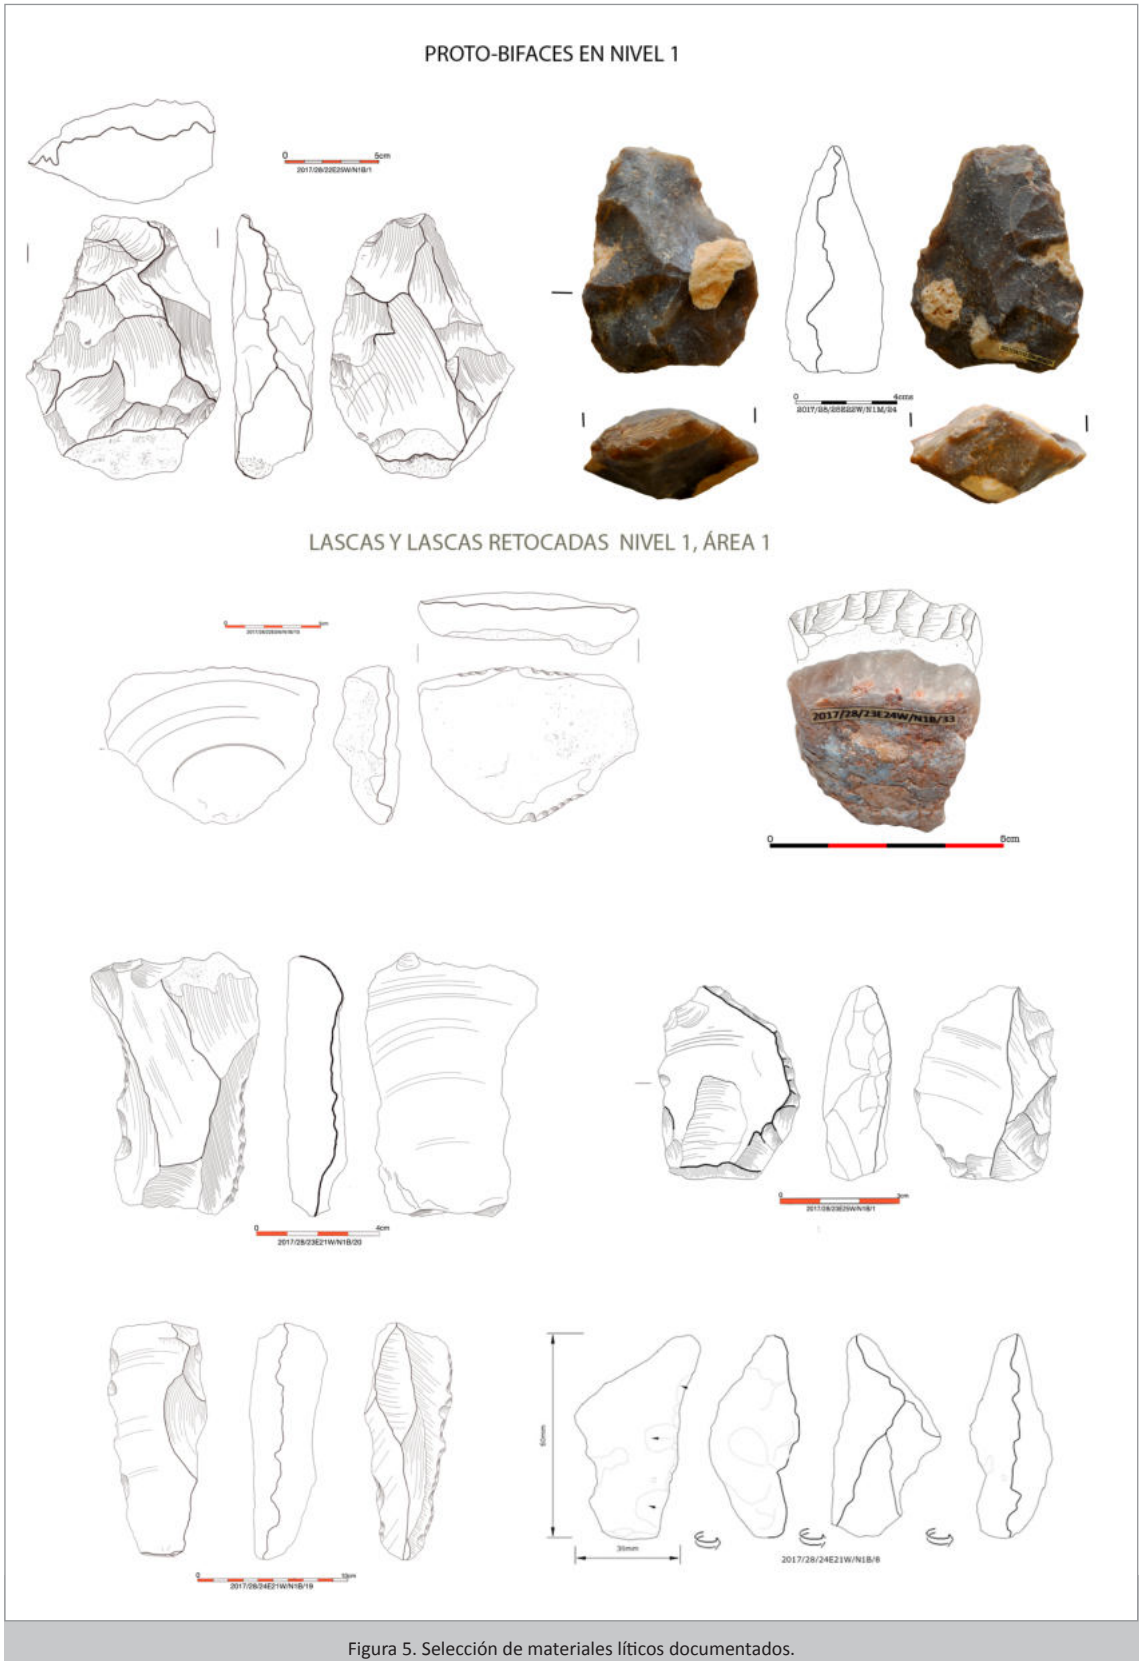 PROTO-BIFACES EN NIVEL 1
0 5cm
2017/28/22E25W/N1B/1
0 4cms
2017/28/25E22W/N1M/24
LASCAS Y LASCAS RETOCADAS NIVEL 1, ÁREA 1
2017/28/23E24W/N1B/33
0 5cm
0 4cm
2017/28/23E21W/N1B/20
0 3cm
2017/28/23E25W/N1B/1
2017/28/24E21W/N1B/19
36mm
2017/28/24E21W/N1B/8
Figura 5. Selección de materiales líticos documentados.